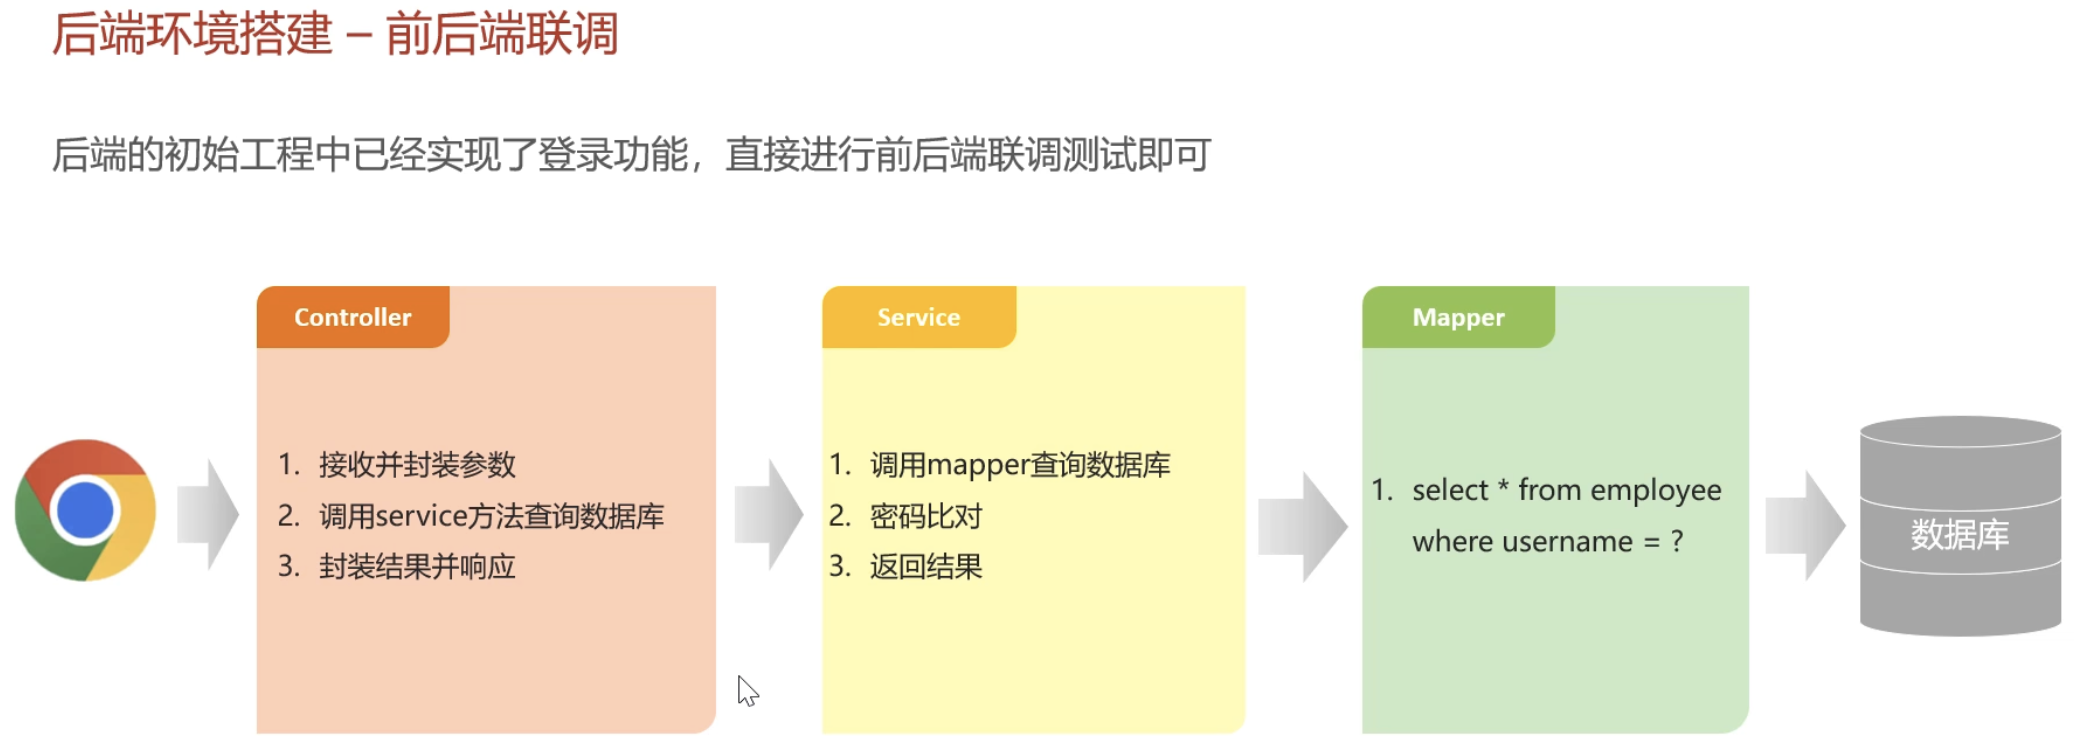 后端环境搭建 – 前后端联调
后端的初始工程中已经实现了登录功能，直接进行前后端联调测试即可
Controller
1. 接收并封装参数
2. 调用service方法查询数据库
3. 封装结果并响应
Service
1. 调用mapper查询数据库
2. 密码比对
3. 返回结果
Mapper
1. select * from employee
where username = ?
数据库